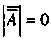 |A̿| = 0